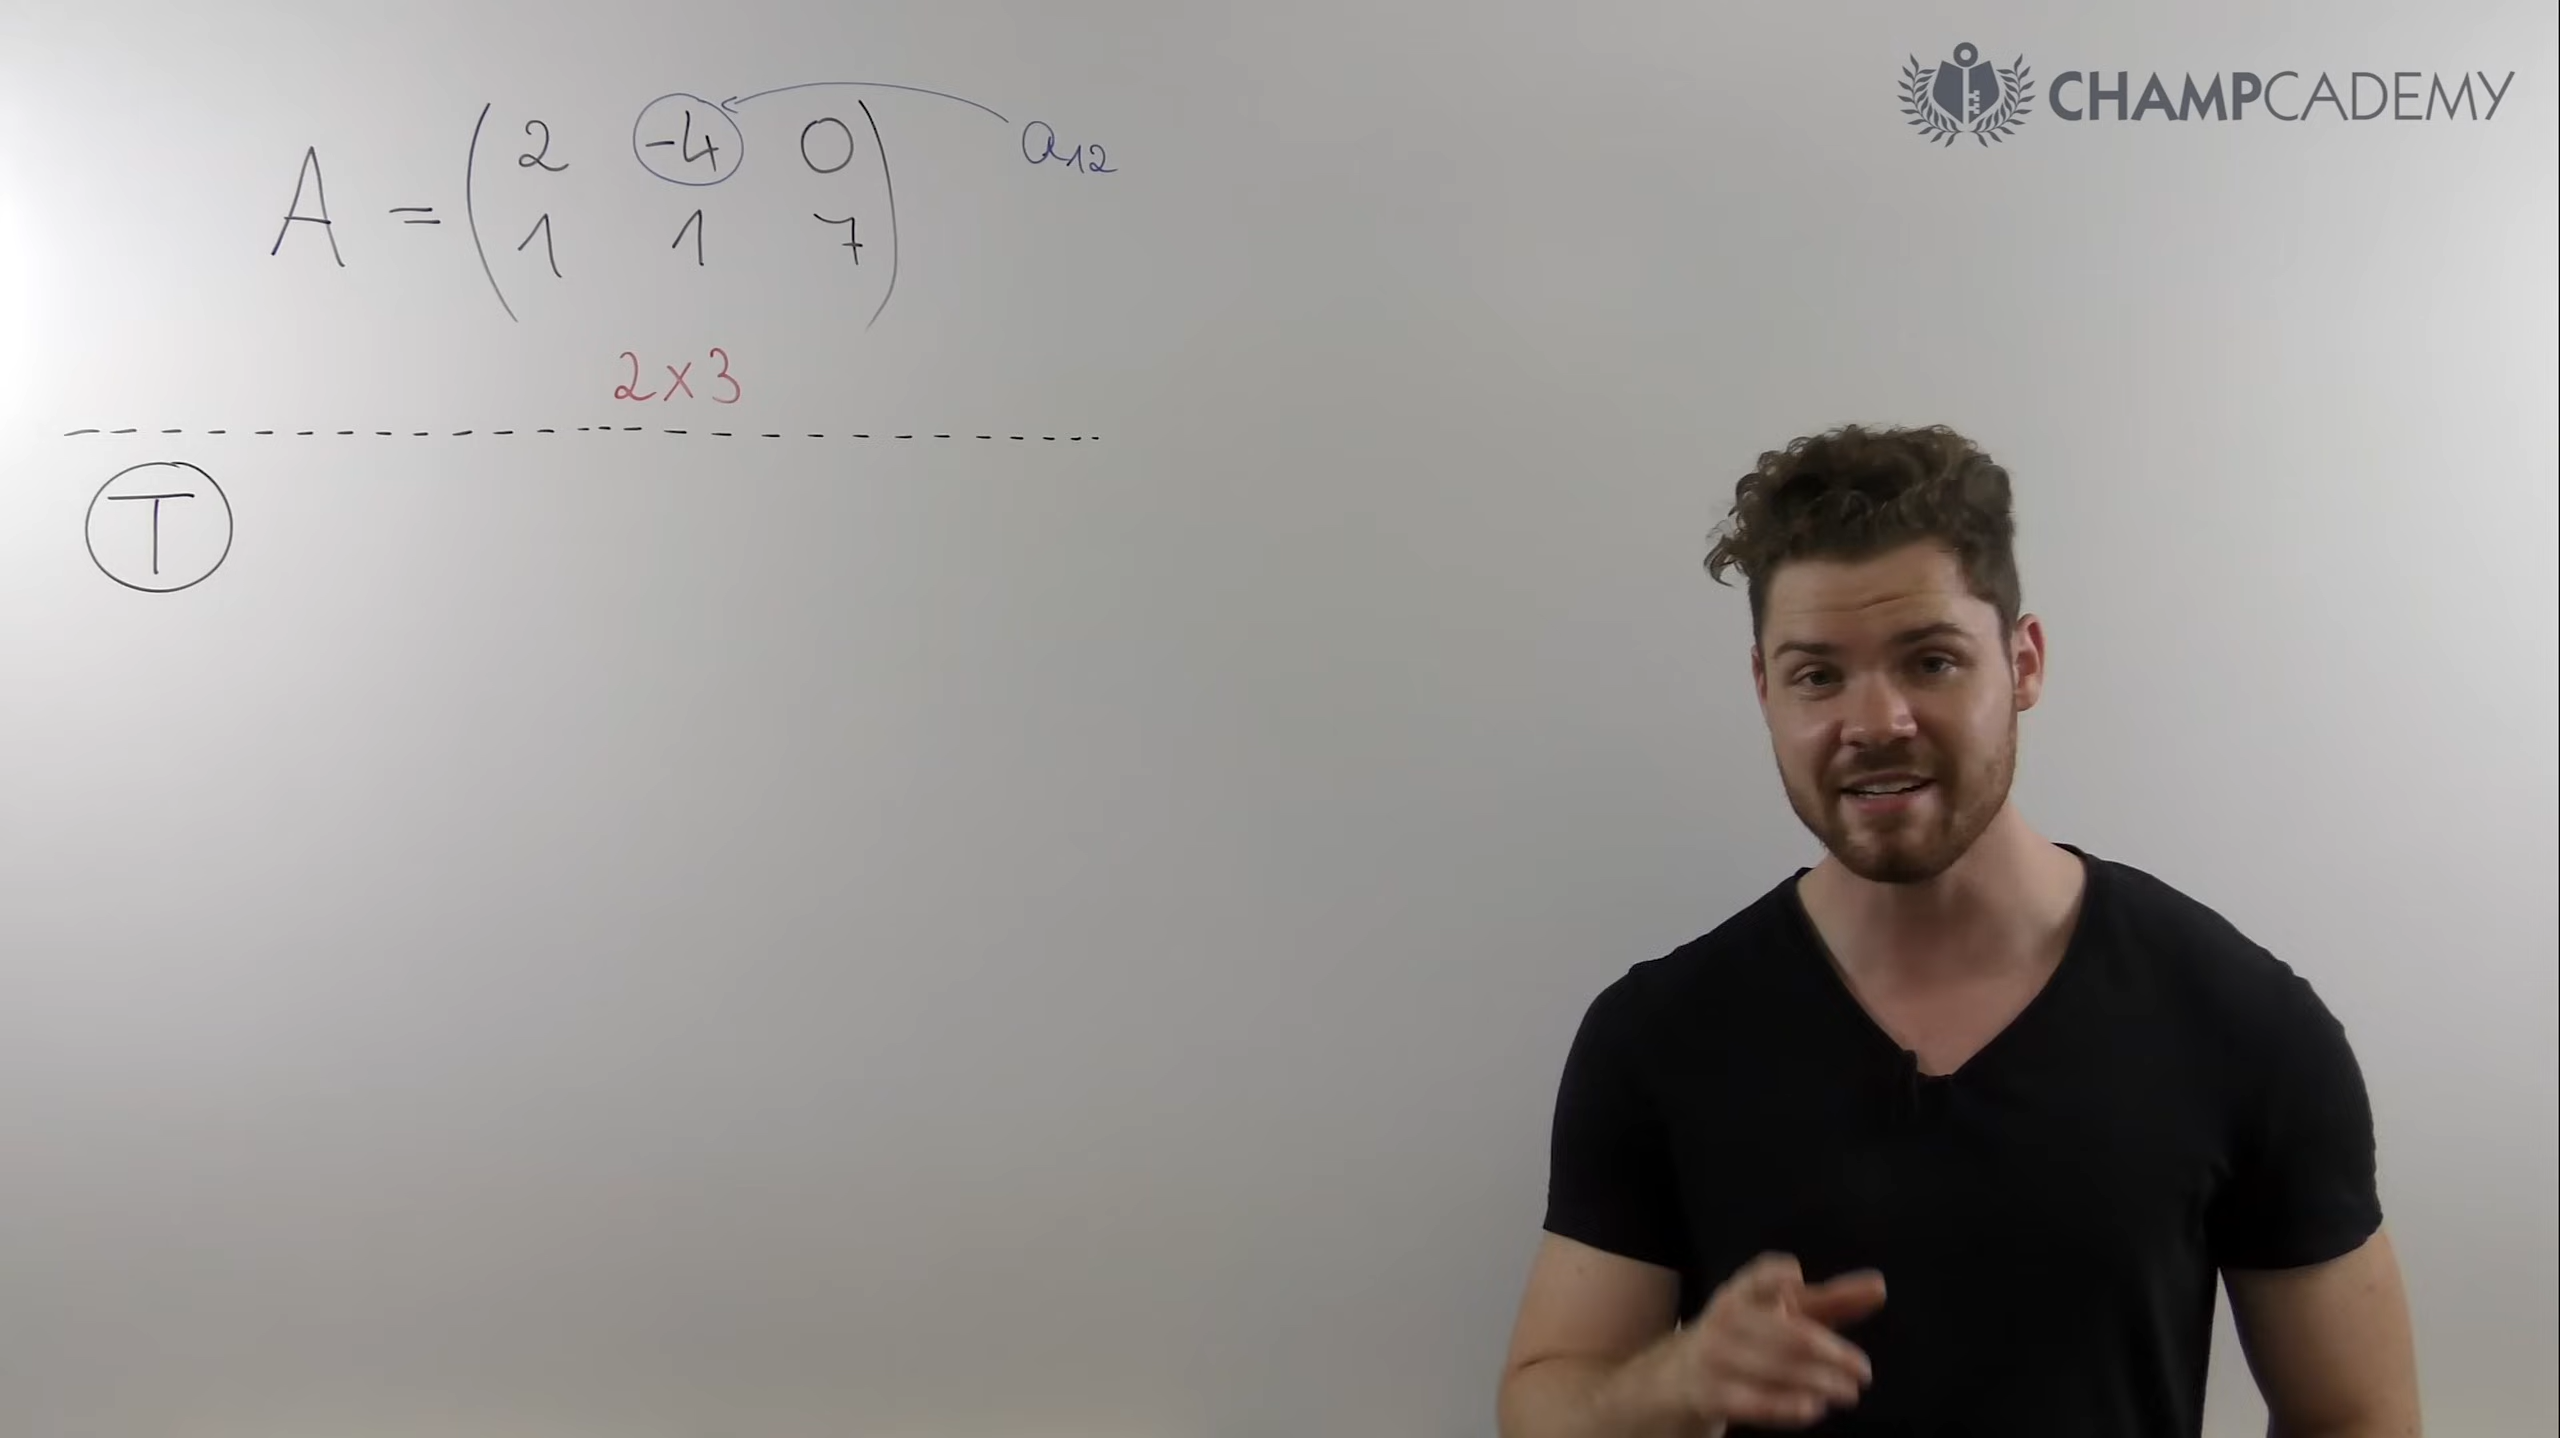 CHAMPCADEMY
A = ( 2 -4 0 ) a₁₂
( 1 1 7 )
2x3
T